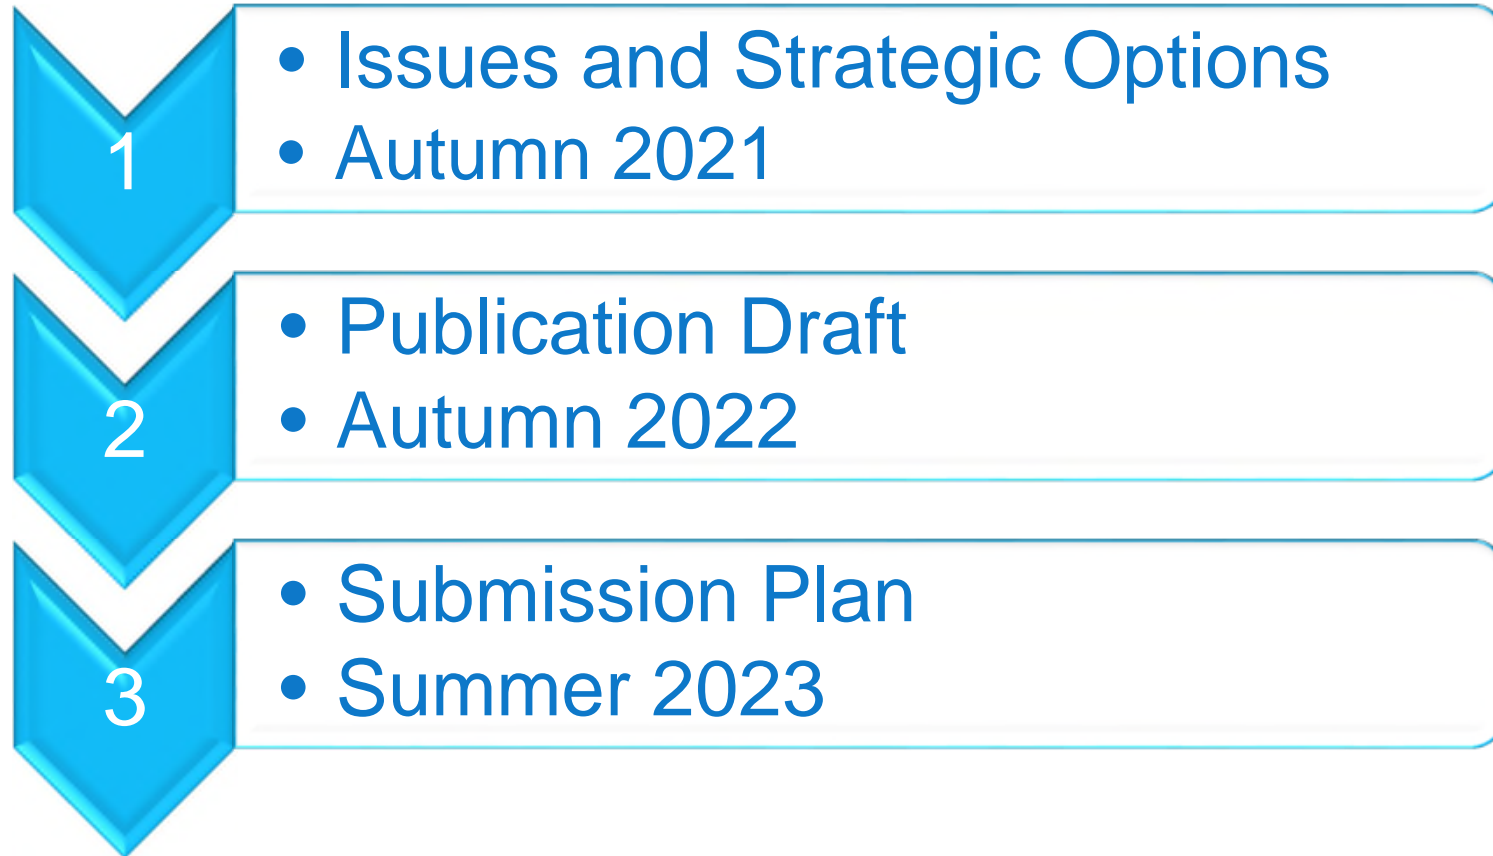 1
• Issues and Strategic Options
• Autumn 2021
2
• Publication Draft
• Autumn 2022
3
• Submission Plan
• Summer 2023